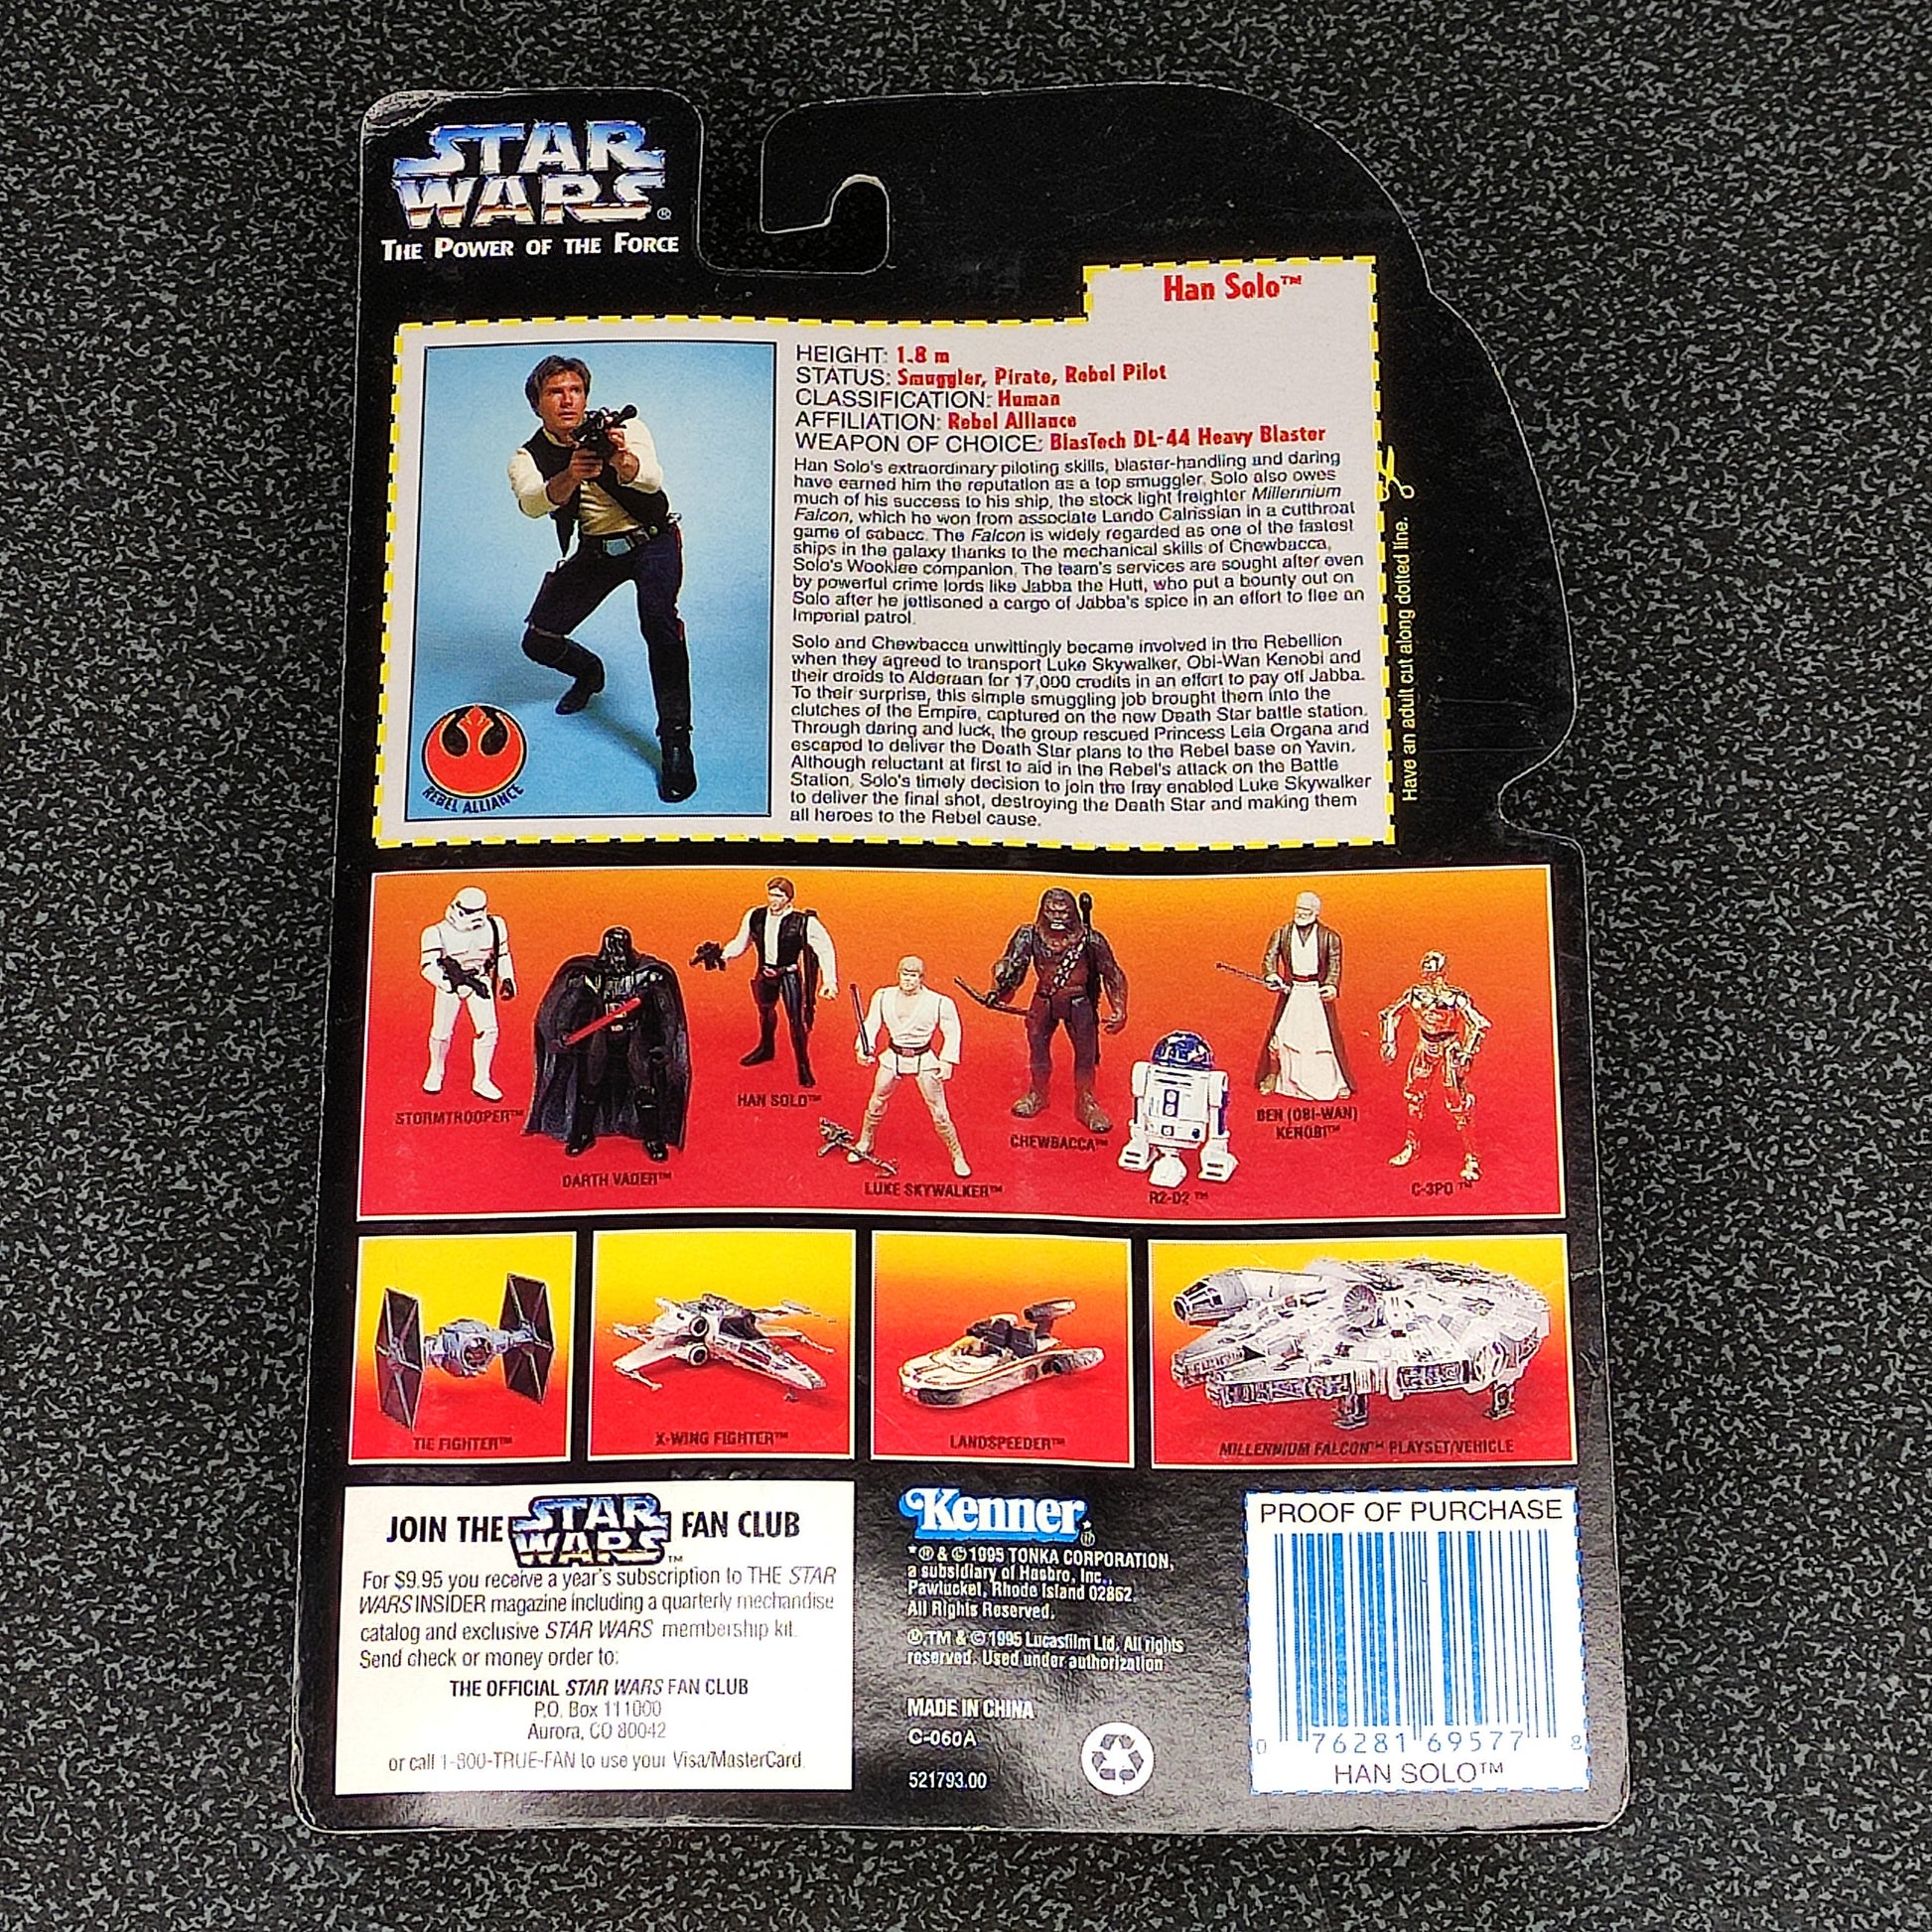 STAR
WARS®
THE POWER OF THE FORCE
Han Solo™
HEIGHT: 1.8 m
STATUS: Smuggler, Pirate, Rebel Pilot
CLASSIFICATION: Human
AFFILIATION: Rebel Alliance
WEAPON OF CHOICE: BlasTech DL-44 Heavy Blaster
Han Solo's extraordinary piloting skills, blaster-handling and daring
have earned him the reputation as a top smuggler. Solo also owes
much of his success to his ship, the stock light freighter Millennium
Falcon, which he won from associate Lando Calrissian in a cutthroat
game of sabacc. The Falcon is widely regarded as one of the fastest
ships in the galaxy thanks to the mechanical skills of Chewbacca,
Solo's Wookiee companion. The team's services are sought after even
by powerful crime lords like Jabba the Hutt, who put a bounty out on
Solo after he jettisoned a cargo of Jabba's spice in an effort to flee an
Imperial patrol.
Solo and Chewbacca unwittingly became involved in the Rebellion
when they agreed to transport Luke Skywalker, Obi-Wan Kenobi and
their droids to Alderaan for 17,000 credits in an effort to pay off Jabba.
To their surprise, this simple smuggling job brought them into the
clutches of the Empire, captured on the new Death Star battle station.
Through daring and luck, the group rescued Princess Leia Organa and
escaped to deliver the Death Star plans to the Rebel base on Yavin.
Although reluctant at first to aid in the Rebel's attack on the Battle
Station, Solo's timely decision to join the fray enabled Luke Skywalker
to deliver the final shot, destroying the Death Star and making them
all heroes to the Rebel cause.
REBEL ALLIANCE
Have an adult cut along dotted line.
STORMTROOPER™
DARTH VADER™
HAN SOLO™
LUKE SKYWALKER™
CHEWBACCA™
R2-D2™
BEN (OBI-WAN)
KENOBI™
C-3PO™
TIE FIGHTER™
X-WING FIGHTER™
LANDSPEEDER™
MILLENNIUM FALCON™ PLAYSET/VEHICLE
JOIN THE STAR WARS™ FAN CLUB
For $9.95 you receive a year's subscription to THE STAR
WARS INSIDER magazine including a quarterly mechandise
catalog and exclusive STAR WARS membership kit.
Send check or money order to:
THE OFFICIAL STAR WARS FAN CLUB
P.O. Box 111000
Aurora, CO 80042
or call 1-800-TRUE-FAN to use your Visa/MasterCard.
Kenner*®
*® & © 1995 TONKA CORPORATION,
a subsidiary of Hasbro, Inc.,
Pawtucket, Rhode Island 02862.
All Rights Reserved.
®,TM & © 1995 Lucasfilm Ltd. All rights
reserved. Used under authorization
MADE IN CHINA
C-060A
521793.00
PROOF OF PURCHASE
0 76281 69577 8
HAN SOLO™